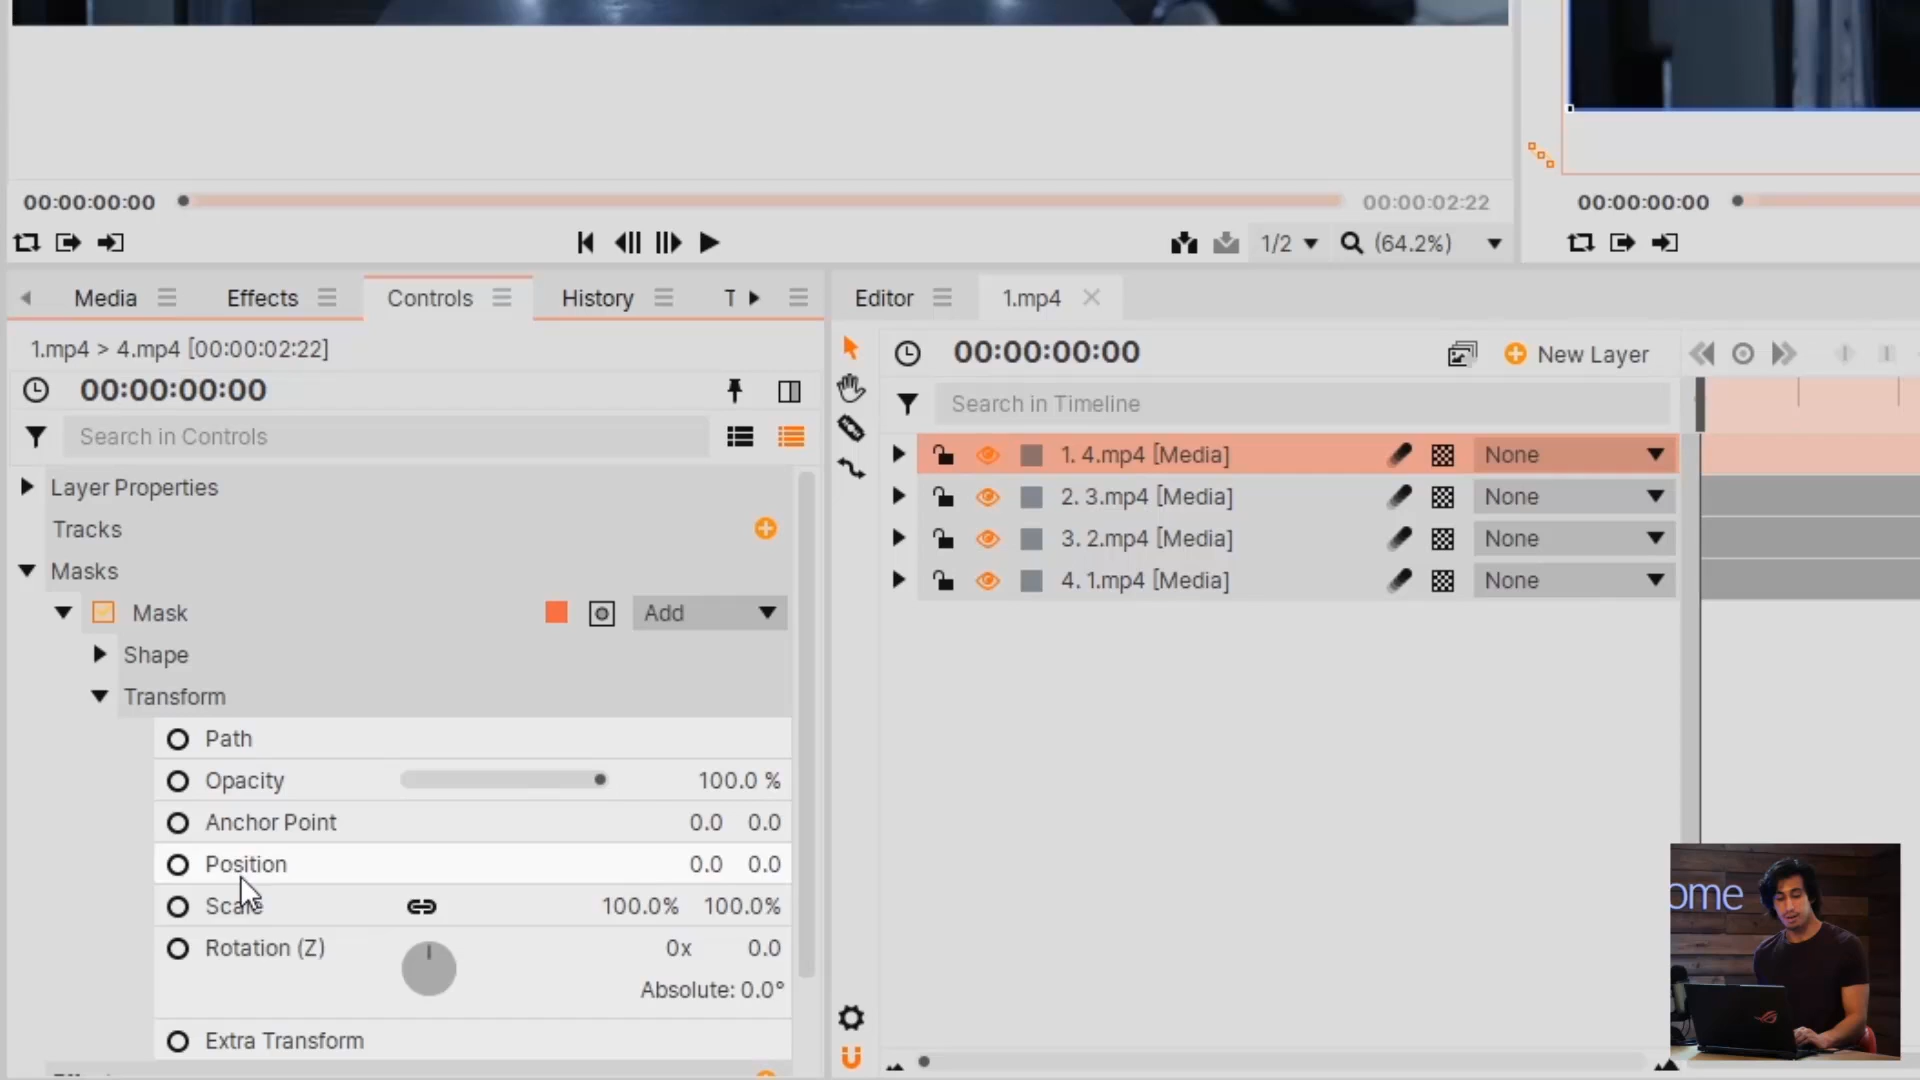 00:00:00:00 00:00:02:22 00:00:00:00
1/2 (64.2%)
Media Effects Controls History T
Editor 1.mp4
1.mp4 > 4.mp4 [00:00:02:22]
00:00:00:00
Search in Controls
Layer Properties
Tracks
Masks
Mask Add
Shape
Transform
Path
Opacity 100.0 %
Anchor Point 0.0 0.0
Position 0.0 0.0
Scale 100.0% 100.0%
Rotation (Z) 0x 0.0
Absolute: 0.0°
Extra Transform
00:00:00:00 New Layer
Search in Timeline
1. 4.mp4 [Media] None
2. 3.mp4 [Media] None
3. 2.mp4 [Media] None
4. 1.mp4 [Media] None
ome